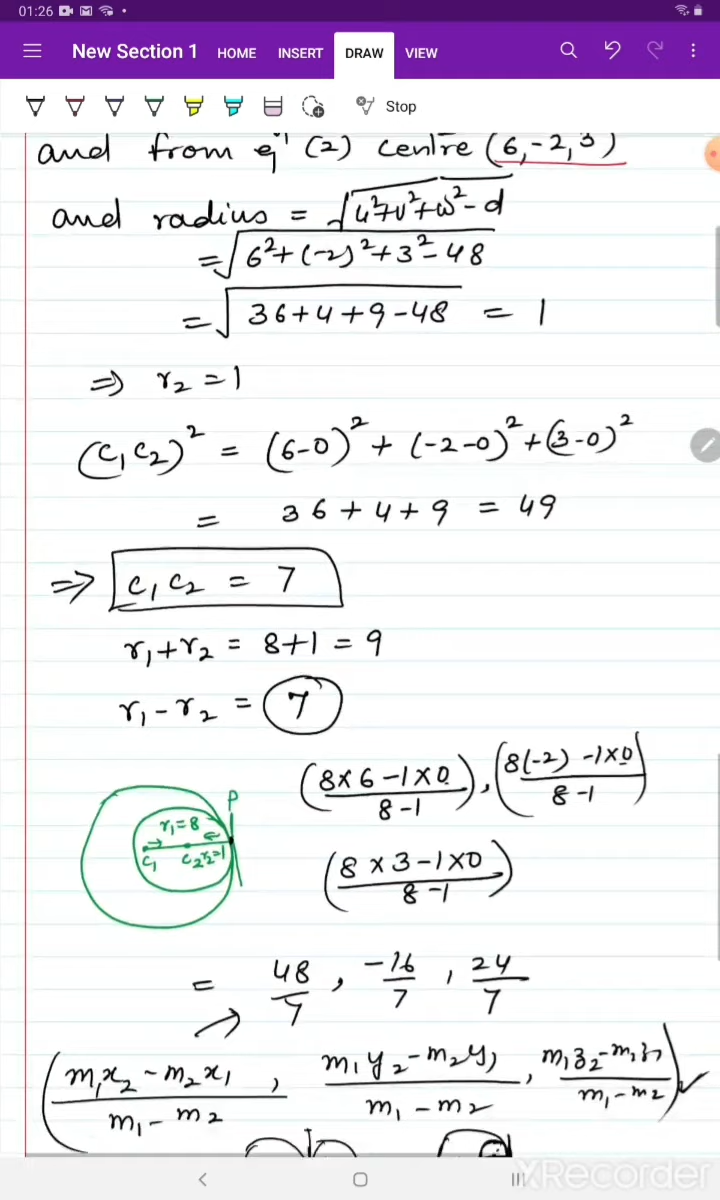 01:26
New Section 1 HOME INSERT DRAW VIEW
Stop
and from eqⁿ (2) centre (6,-2,3)
and radius = √(u²+v²+w²-d)
= √(6²+(-2)²+3²-48)
= √(36+4+9-48) = 1
⇒ r₂ = 1
(C₁C₂)² = (6-0)² + (-2-0)² + (3-0)²
= 36+4+9 = 49
⇒ C₁C₂ = 7
r₁+r₂ = 8+1 = 9
r₁-r₂ = 7
((8×6-1×0)/(8-1)), ((8(-2)-1×0)/(8-1))
P
r₁=8
C₁ C₂ r₂=1
((8×3-1×0)/(8-1))
= 48/7, -16/7, 24/7
((m₁x₂-m₂x₁)/(m₁-m₂), (m₁y₂-m₂y₁)/(m₁-m₂), (m₁z₂-m₂z₁)/(m₁-m₂))
XRecorder